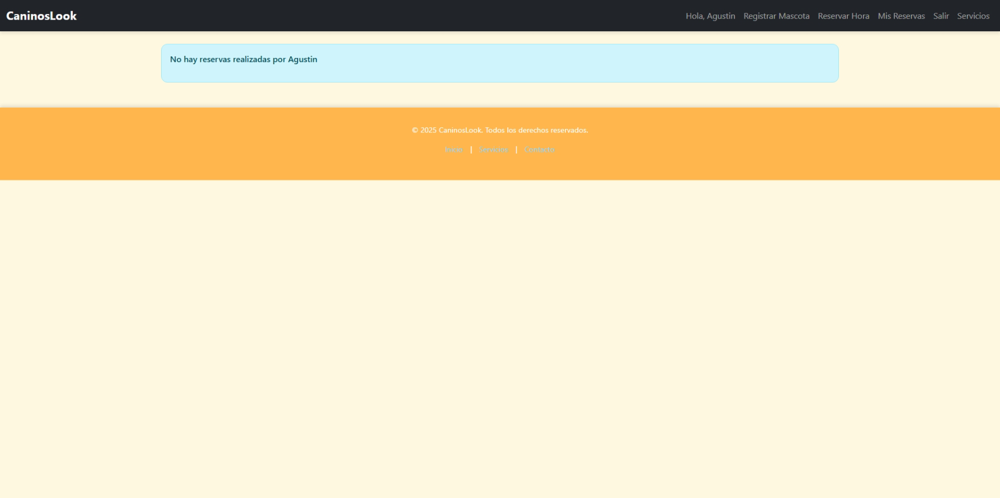 CaninosLook
Hola, Agustin Registrar Mascota Reservar Hora Mis Reservas Salir Servicios
No hay reservas realizadas por Agustin
© 2025 CaninosLook. Todos los derechos reservados.
Inicio | Servicios | Contacto